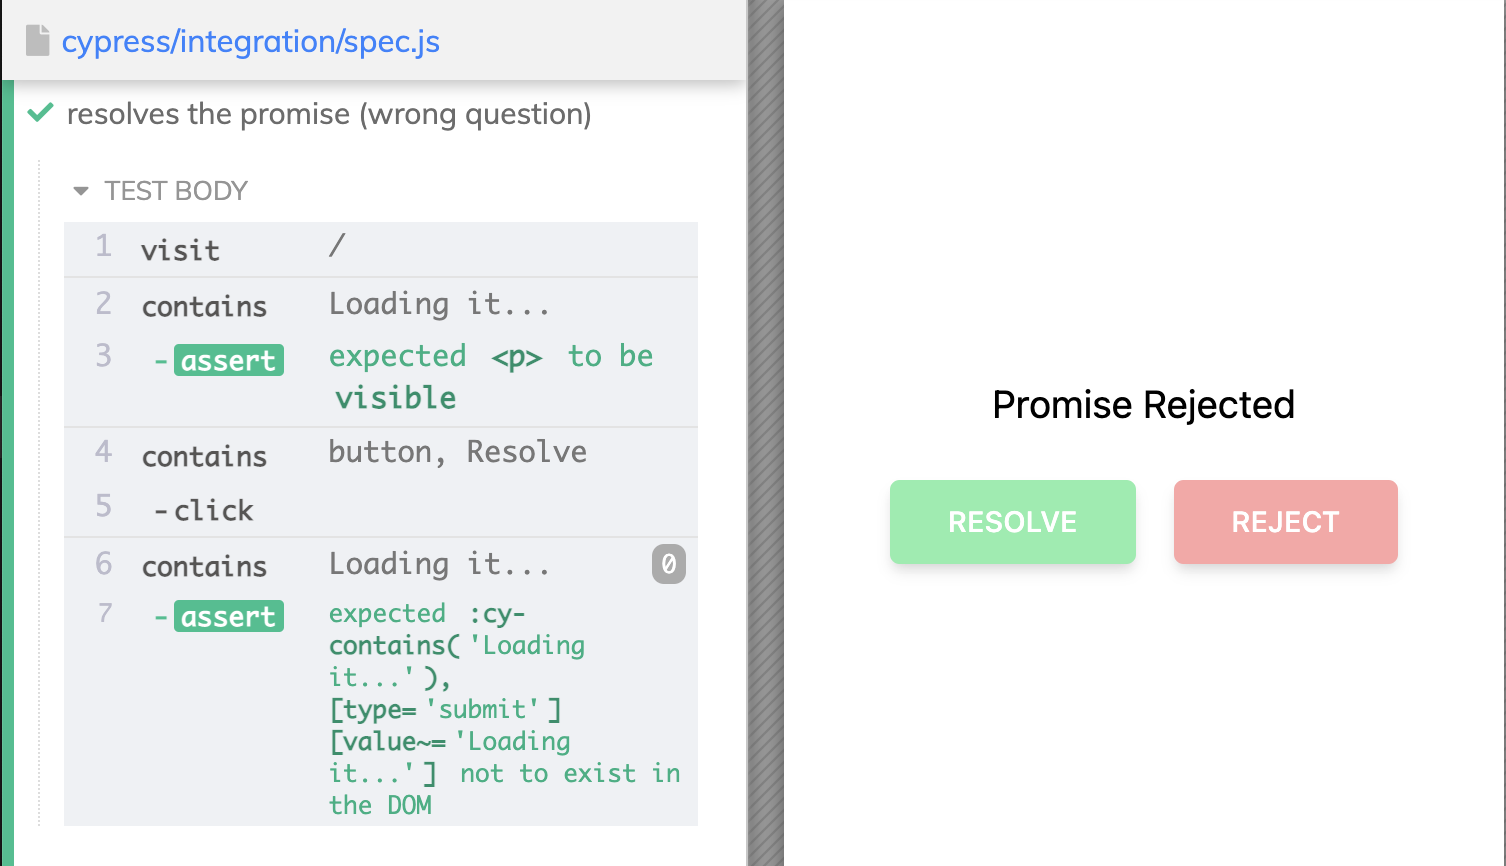 cypress/integration/spec.js
resolves the promise (wrong question)
TEST BODY
1 visit /
2 contains Loading it...
3 -assert expected <p> to be
visible
4 contains button, Resolve
5 -click
6 contains Loading it... 0
7 -assert expected :cy-
contains('Loading
it...'),
[type='submit']
[value~='Loading
it...'] not to exist in
the DOM
Promise Rejected
RESOLVE REJECT